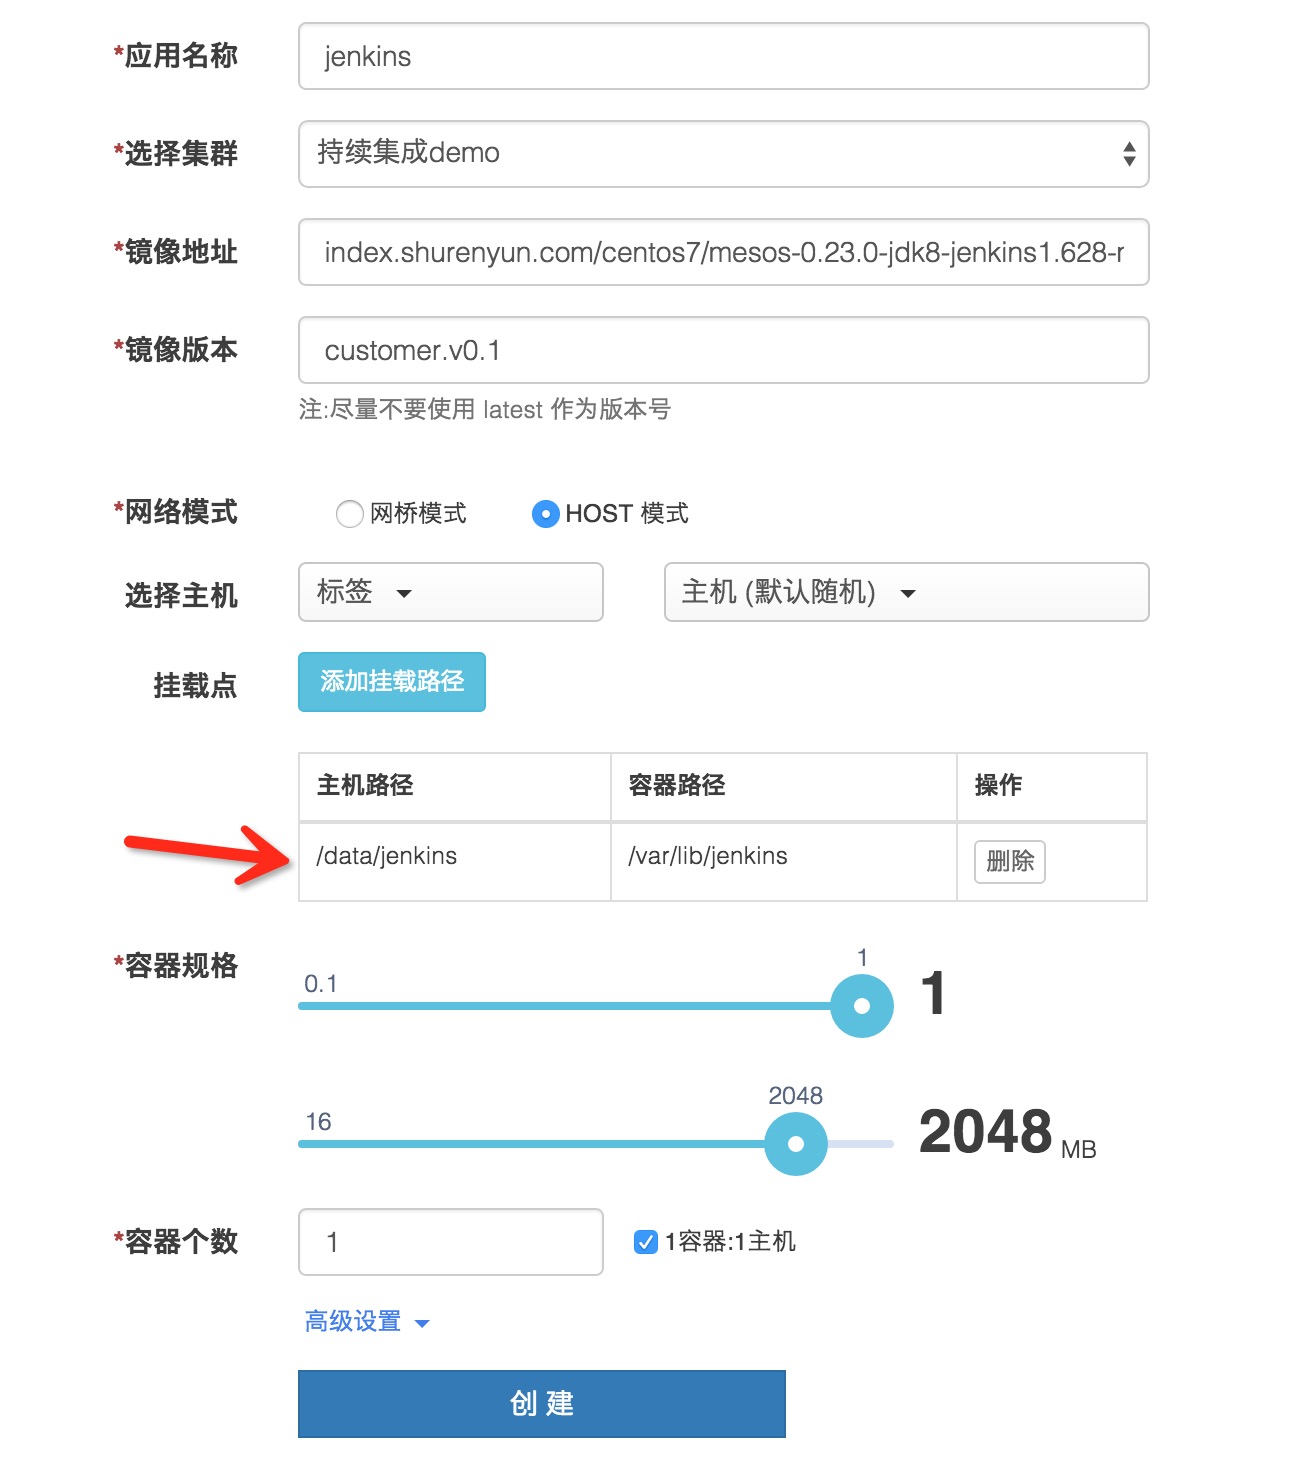 *应用名称
jenkins
*选择集群
持续集成demo
*镜像地址
index.shurenyun.com/centos7/mesos-0.23.0-jdk8-jenkins1.628-r
*镜像版本
customer.v0.1
注:尽量不要使用 latest 作为版本号
*网络模式
网桥模式
HOST 模式
选择主机
标签
主机 (默认随机)
挂载点
添加挂载路径
主机路径 容器路径 操作
/data/jenkins /var/lib/jenkins 删除
*容器规格
0.1
1
1
16
2048
2048 MB
*容器个数
1
1容器:1主机
高级设置
创 建